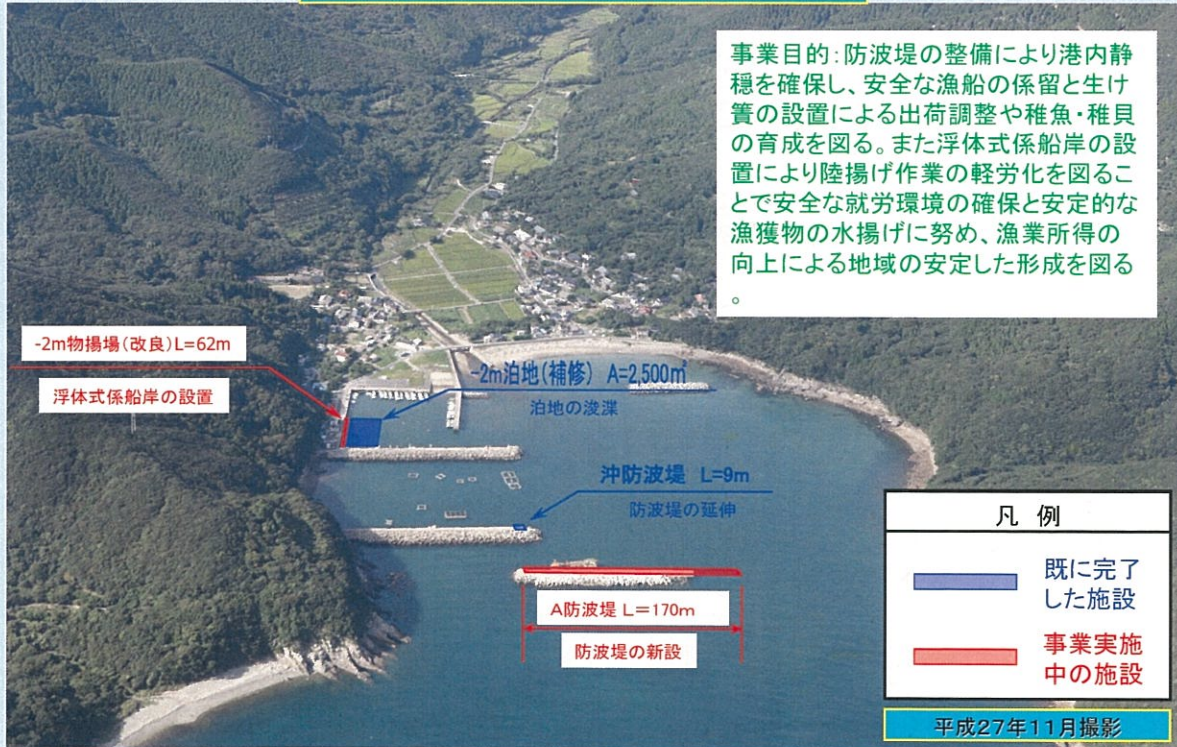 事業目的:防波堤の整備により港内静
穏を確保し、安全な漁船の係留と生け
簀の設置による出荷調整や稚魚・稚貝
の育成を図る。また浮体式係船岸の設
置により陸揚げ作業の軽労化を図るこ
とで安全な就労環境の確保と安定的な
漁獲物の水揚げに努め、漁業所得の
向上による地域の安定した形成を図る
。
-2m物揚場(改良)L=62m
浮体式係船岸の設置
-2m泊地(補修) A=2,500㎡
泊地の浚渫
沖防波堤 L=9m
防波堤の延伸
A防波堤 L=170m
防波堤の新設
凡 例
既に完了
した施設
事業実施
中の施設
平成27年11月撮影